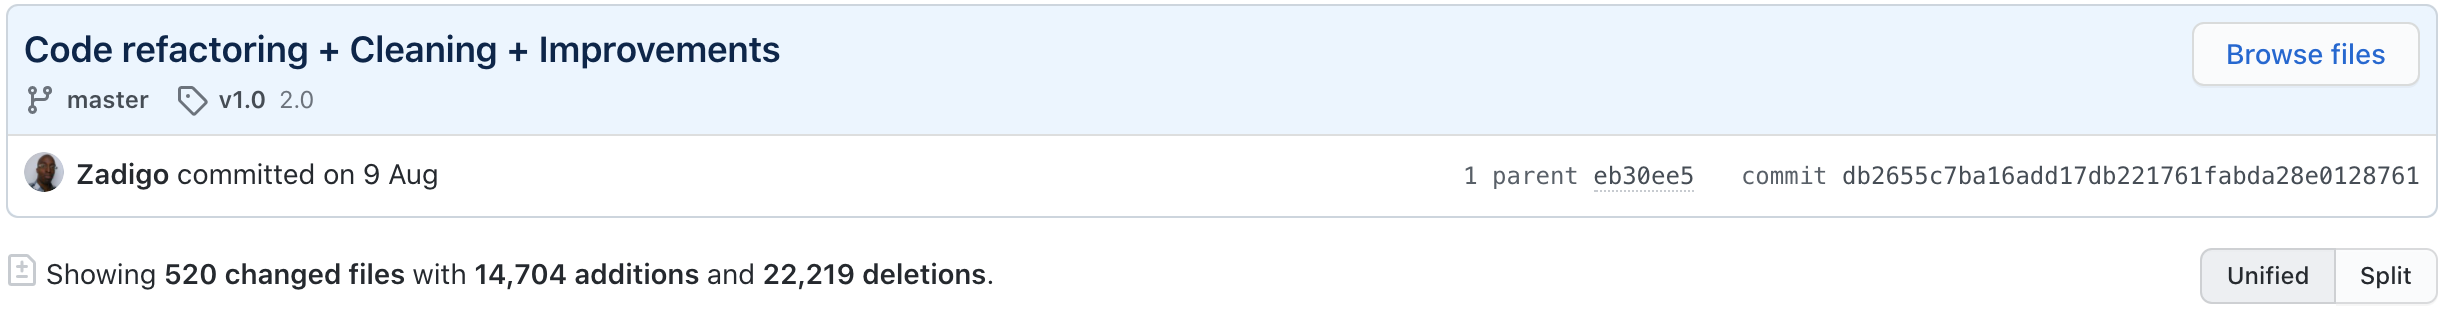 Code refactoring + Cleaning + Improvements
Browse files
master v1.0 2.0
Zadigo committed on 9 Aug
1 parent eb30ee5 commit db2655c7ba16add17db221761fabda28e0128761
Showing 520 changed files with 14,704 additions and 22,219 deletions.
Unified Split